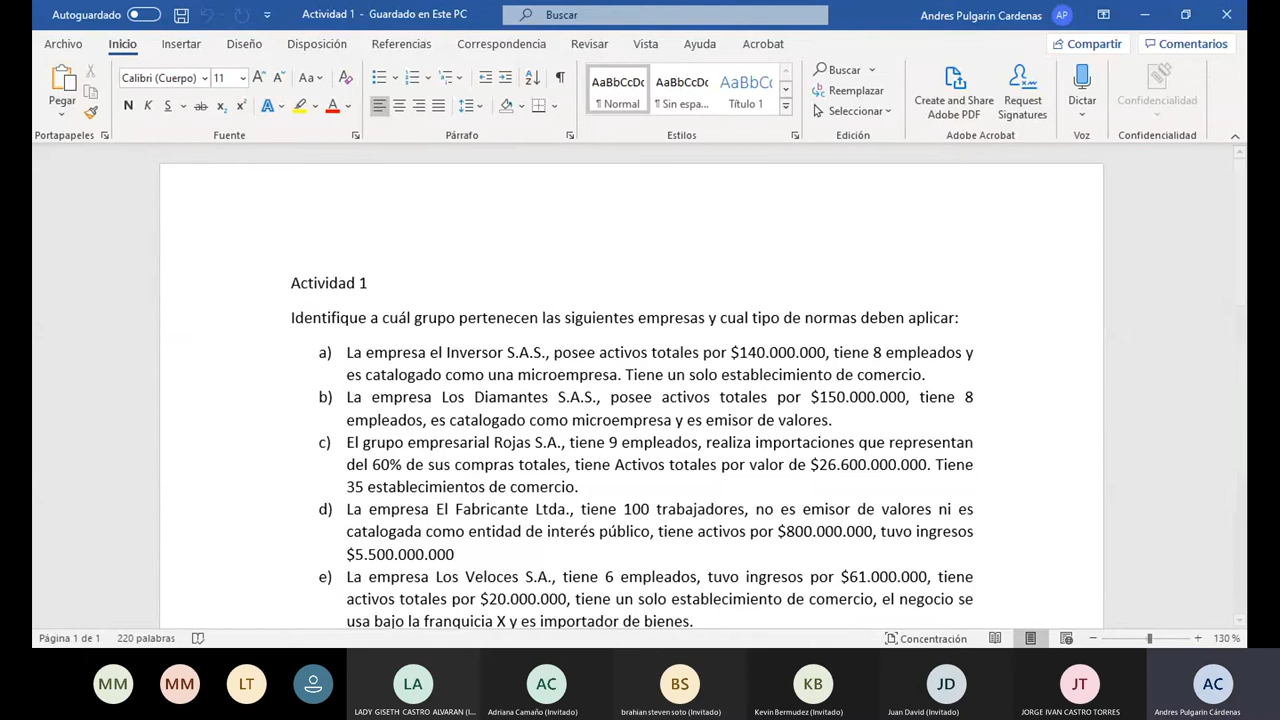 Autoguardado
Actividad 1 - Guardado en Este PC
Buscar
Andres Pulgarin Cardenas
AP
Archivo
Inicio
Insertar
Diseño
Disposición
Referencias
Correspondencia
Revisar
Vista
Ayuda
Acrobat
Compartir
Comentarios
Pegar
Calibri (Cuerpo)
11
AaBbCcDc
¶ Normal
AaBbCcDc
¶ Sin espa...
AaBbC
Título 1
Buscar
Reemplazar
Seleccionar
Create and Share
Adobe PDF
Request
Signatures
Dictar
Confidencialidad
Portapapeles
Fuente
Párrafo
Estilos
Edición
Adobe Acrobat
Voz
Confidencialidad
Actividad 1
Identifique a cuál grupo pertenecen las siguientes empresas y cual tipo de normas deben aplicar:
a) La empresa el Inversor S.A.S., posee activos totales por $140.000.000, tiene 8 empleados y
es catalogado como una microempresa. Tiene un solo establecimiento de comercio.
b) La empresa Los Diamantes S.A.S., posee activos totales por $150.000.000, tiene 8
empleados, es catalogado como microempresa y es emisor de valores.
c) El grupo empresarial Rojas S.A., tiene 9 empleados, realiza importaciones que representan
del 60% de sus compras totales, tiene Activos totales por valor de $26.600.000.000. Tiene
35 establecimientos de comercio.
d) La empresa El Fabricante Ltda., tiene 100 trabajadores, no es emisor de valores ni es
catalogada como entidad de interés público, tiene activos por $800.000.000, tuvo ingresos
$5.500.000.000
e) La empresa Los Veloces S.A., tiene 6 empleados, tuvo ingresos por $61.000.000, tiene
activos totales por $20.000.000, tiene un solo establecimiento de comercio, el negocio se
usa bajo la franquicia X y es importador de bienes.
Página 1 de 1
220 palabras
Concentración
130 %
MM
MM
LT
LA
AC
BS
KB
JD
JT
AC
LADY GISETH CASTRO ALVARAN (I...
Adriana Camaño (Invitado)
brahian steven soto (Invitado)
Kevin Bermudez (Invitado)
Juan David (Invitado)
JORGE IVAN CASTRO TORRES
Andres Pulgarin Cárdenas